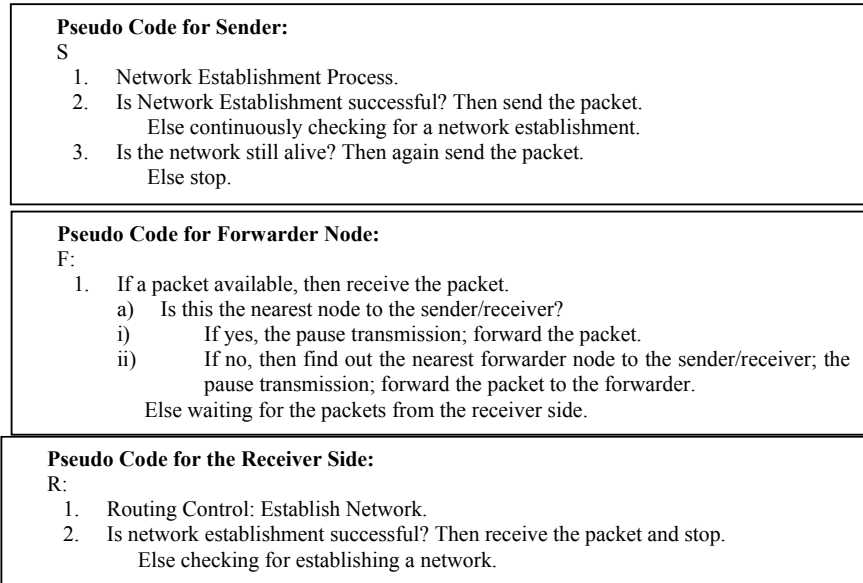 Pseudo Code for Sender:
S
1. Network Establishment Process.
2. Is Network Establishment successful? Then send the packet.
Else continuously checking for a network establishment.
3. Is the network still alive? Then again send the packet.
Else stop.
Pseudo Code for Forwarder Node:
F:
1. If a packet available, then receive the packet.
a) Is this the nearest node to the sender/receiver?
i) If yes, the pause transmission; forward the packet.
ii) If no, then find out the nearest forwarder node to the sender/receiver; the
pause transmission; forward the packet to the forwarder.
Else waiting for the packets from the receiver side.
Pseudo Code for the Receiver Side:
R:
1. Routing Control: Establish Network.
2. Is network establishment successful? Then receive the packet and stop.
Else checking for establishing a network.